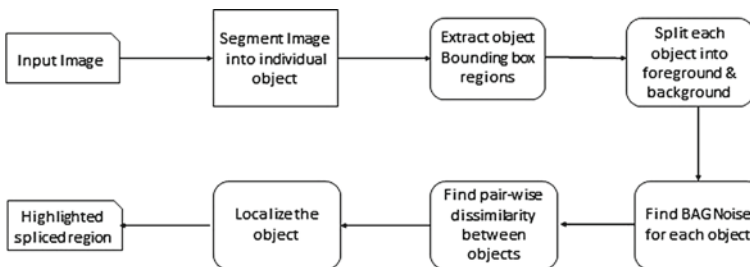 Input Image
Segment Image
into individual
object
Extract object
Bounding box
regions
Split each
object into
foreground &
background
Find BAG Noise
for each object
Find pair-wise
dissimilarity
between
objects
Localize the
object
Highlighted
spliced region